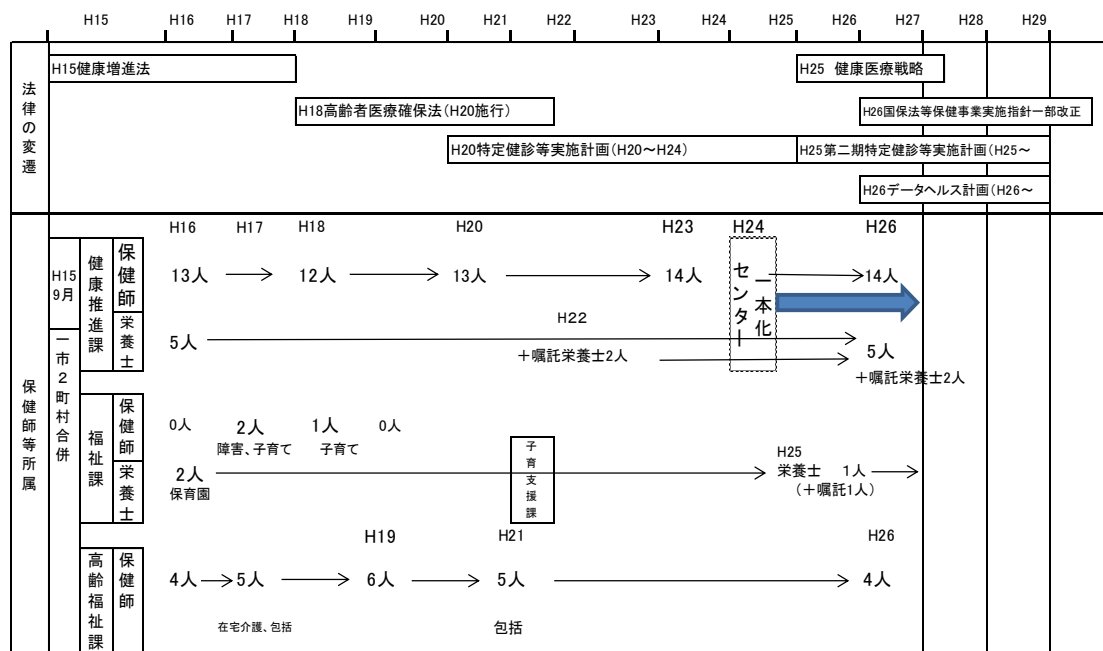 H15 H16 H17 H18 H19 H20 H21 H22 H23 H24 H25 H26 H27 H28 H29
法律の変遷
H15健康増進法
H25 健康医療戦略
H18高齢者医療確保法(H20施行)
H26国保法等保健事業実施指針一部改正
H20特定健診等実施計画(H20～H24)
H25第二期特定健診等実施計画(H25～
H26データヘルス計画(H26～
保健師等所属
H15
9月
一市2町村合併
健康推進課
保健師
H16 H17 H18 H20 H23 H24 H26
13人 12人 13人 14人 14人
センター
一本化
栄養士
H22
5人
＋嘱託栄養士2人
5人
＋嘱託栄養士2人
福祉課
保健師
0人 2人 1人 0人
障害、子育て 子育て
栄養士
2人
保育園
子育支援課
H25
栄養士 1人
(＋嘱託1人)
高齢福祉課
保健師
H19 H21 H26
4人 5人 6人 5人 4人
在宅介護、包括 包括